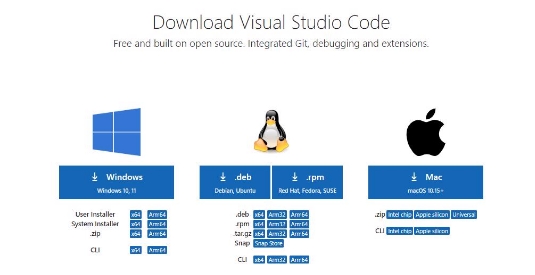 Download Visual Studio Code
Free and built on open source. Integrated Git, debugging and extensions.
Windows
Windows 10, 11
User Installer x64 Arm64
System Installer x64 Arm64
.zip x64 Arm64
CLI x64 Arm64
.deb
Debian, Ubuntu
.rpm
Red Hat, Fedora, SUSE
.deb x64 Arm32 Arm64
.rpm x64 Arm32 Arm64
.tar.gz x64 Arm32 Arm64
Snap Snap Store
CLI x64 Arm32 Arm64
Mac
macOS 10.15+
.zip Intel chip Apple silicon Universal
CLI Intel chip Apple silicon